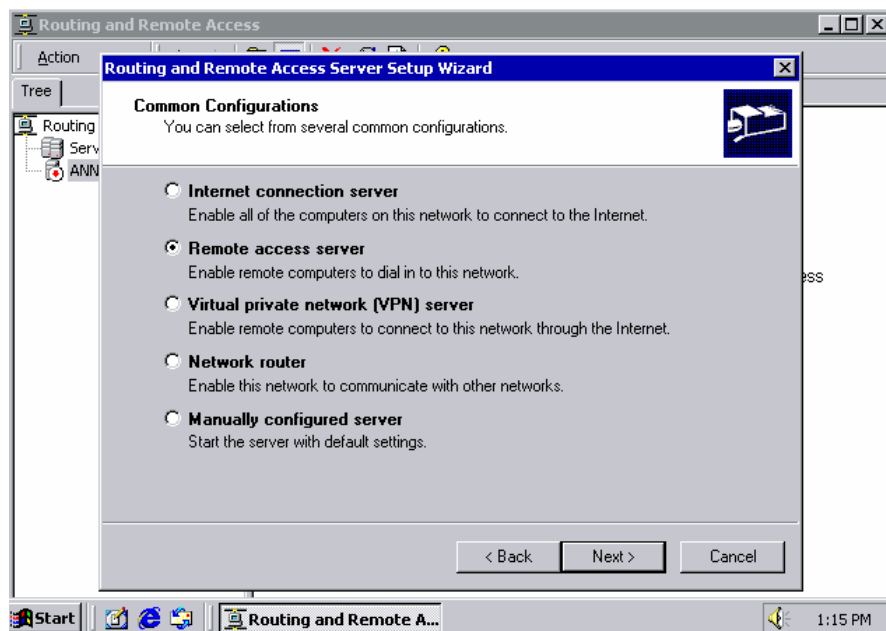 Routing and Remote Access
Action
Tree
Routing
Serv
ANN
ess
Routing and Remote Access Server Setup Wizard
Common Configurations
You can select from several common configurations.
Internet connection server
Enable all of the computers on this network to connect to the Internet.
Remote access server
Enable remote computers to dial in to this network.
Virtual private network (VPN) server
Enable remote computers to connect to this network through the Internet.
Network router
Enable this network to communicate with other networks.
Manually configured server
Start the server with default settings.
< Back Next > Cancel
Start Routing and Remote A... 1:15 PM